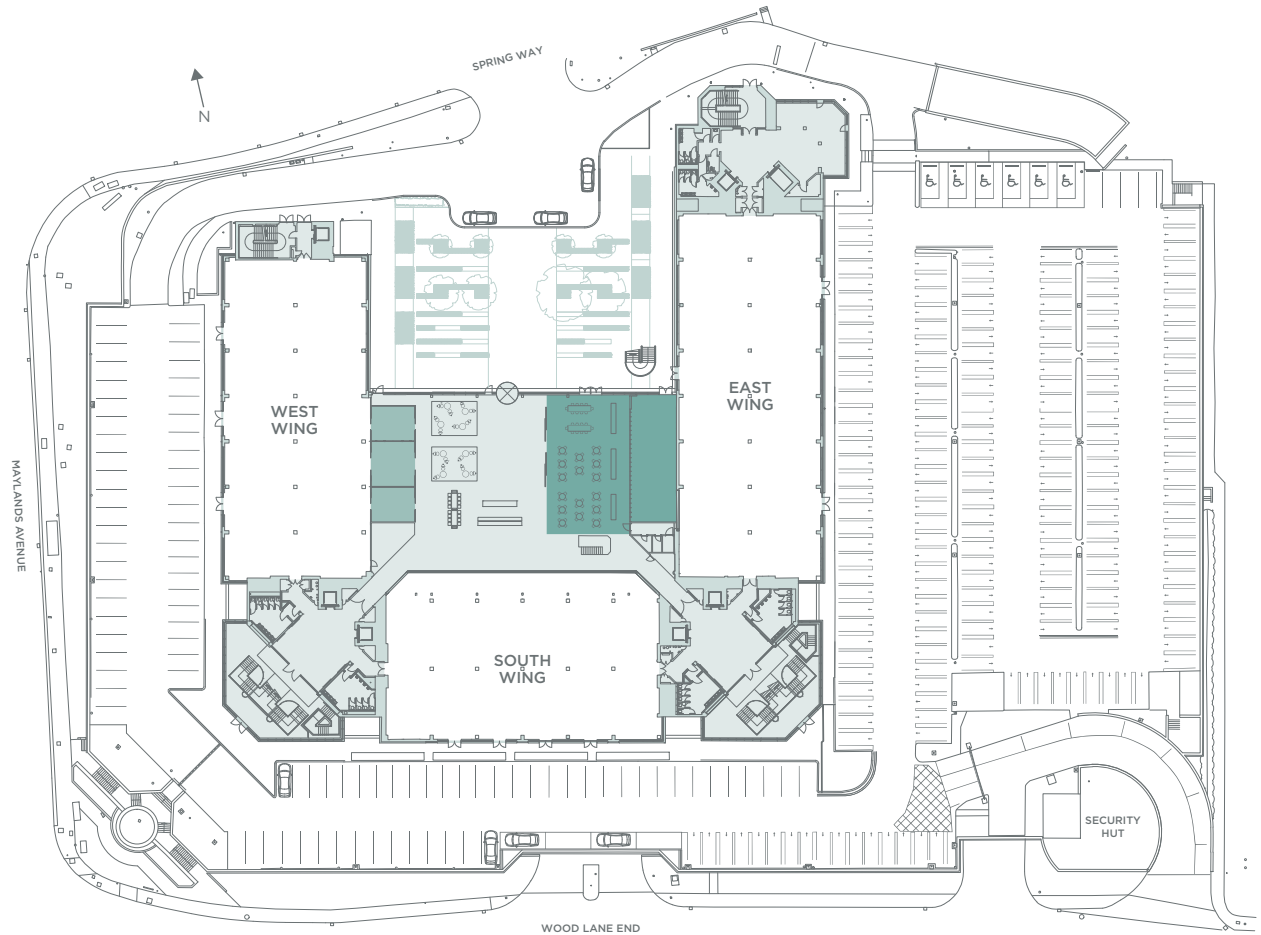 SPRING WAY
N
EAST
WING
WEST
WING
MAYLANDS AVENUE
SOUTH
WING
SECURITY
HUT
WOOD LANE END